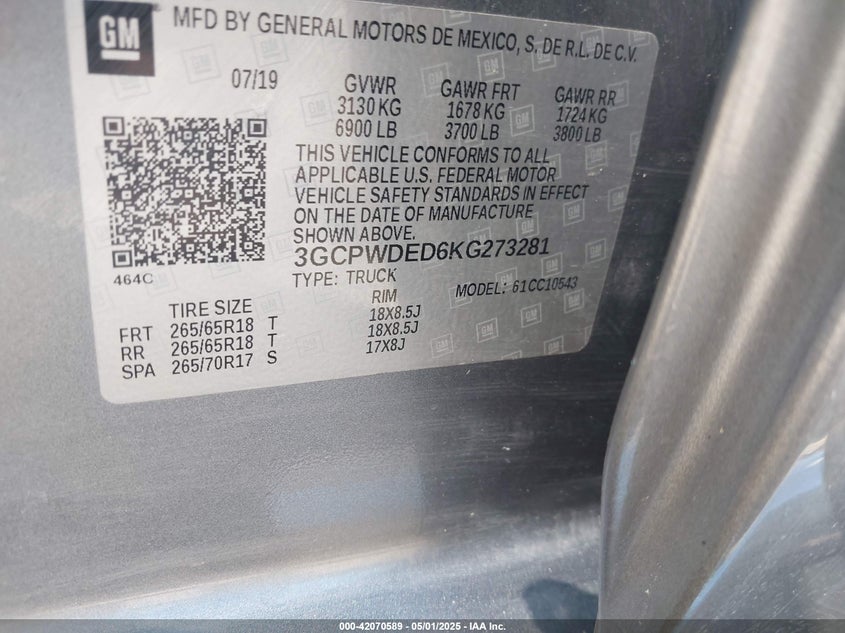 GM MFD BY GENERAL MOTORS DE MEXICO, S. DE R.L. DE C.V.
07/19 GVWR GAWR FRT GAWR RR
3130 KG 1678 KG 1724 KG
6900 LB 3700 LB 3800 LB
THIS VEHICLE CONFORMS TO ALL
APPLICABLE U.S. FEDERAL MOTOR
VEHICLE SAFETY STANDARDS IN EFFECT
ON THE DATE OF MANUFACTURE
SHOWN ABOVE.
3GCPWDED6KG273281
464C TYPE: TRUCK MODEL: 61CC10543
TIRE SIZE RIM
FRT 265/65R18 T 18X8.5J
RR 265/65R18 T 18X8.5J
SPA 265/70R17 S 17X8J
000-42070589 - 05/01/2025 - IAA Inc.